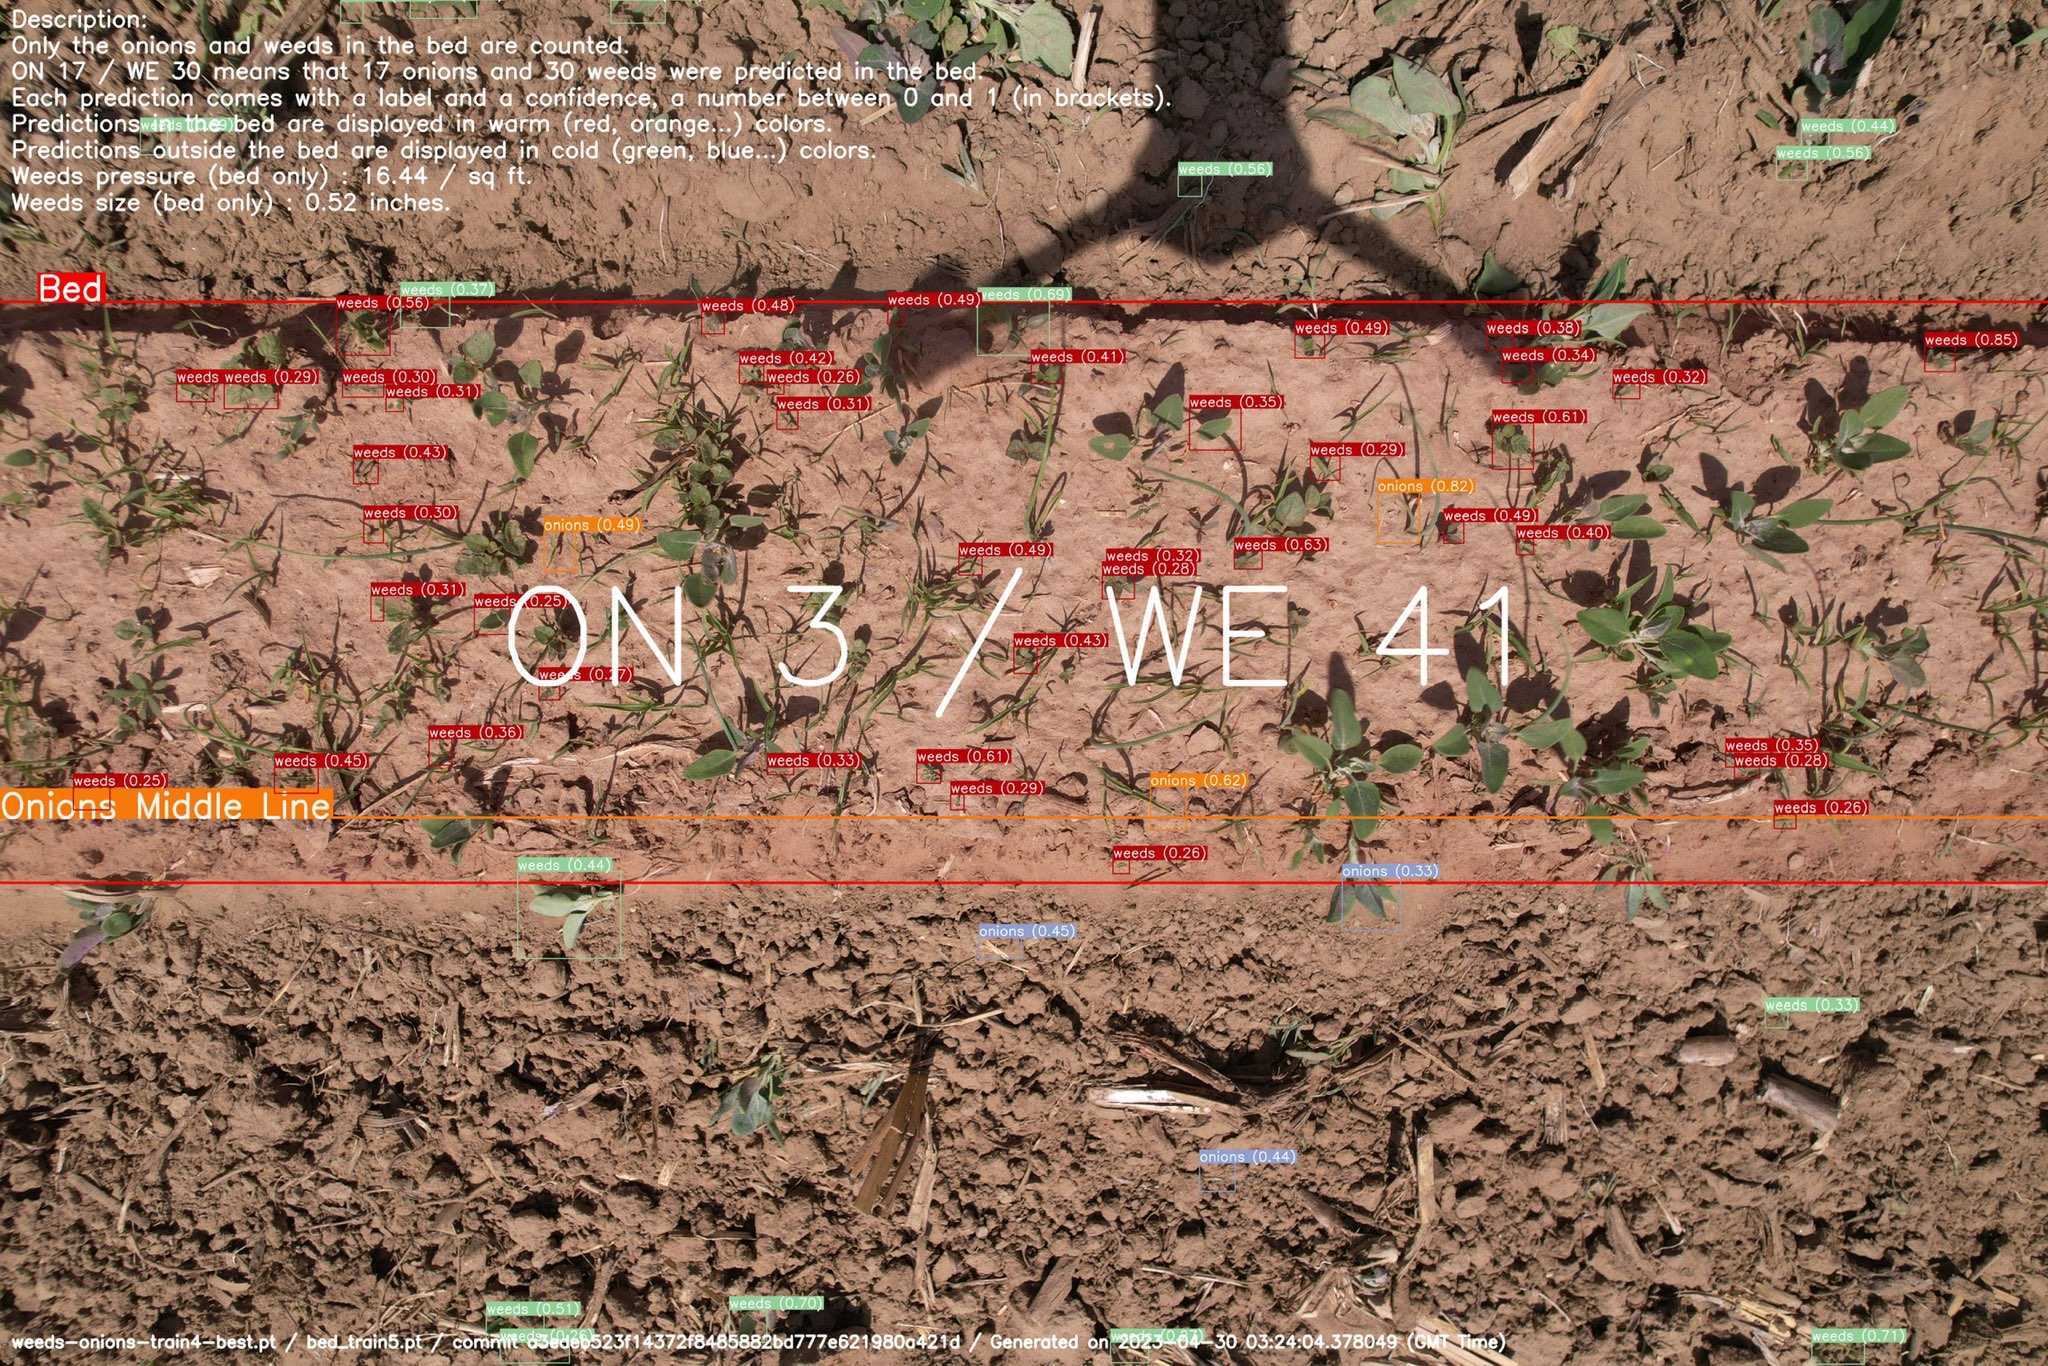 Description:
Only the onions and weeds in the bed are counted.
ON 17 / WE 30 means that 17 onions and 30 weeds were predicted in the bed.
Each prediction comes with a label and a confidence, a number between 0 and 1 (in brackets).
Predictions in the bed are displayed in warm (red, orange...) colors.
Predictions outside the bed are displayed in cold (green, blue...) colors.
Weeds pressure (bed only) : 16.44 / sq ft.
Weeds size (bed only) : 0.52 inches.
weeds (0.44)
weeds (0.56)
weeds (0.56)
Bed
weeds (0.37)
weeds (0.69)
weeds (0.56)
weeds (0.48)
weeds (0.49)
weeds (0.49)
weeds (0.38)
weeds (0.85)
weeds (0.42)
weeds (0.41)
weeds (0.34)
weeds weeds (0.29)
weeds (0.30)
weeds (0.26)
weeds (0.32)
weeds (0.31)
weeds (0.31)
weeds (0.35)
weeds (0.61)
weeds (0.43)
weeds (0.29)
onions (0.82)
weeds (0.30)
onions (0.49)
weeds (0.49)
weeds (0.40)
weeds (0.49)
weeds (0.32)
weeds (0.63)
weeds (0.28)
weeds (0.31)
weeds (0.25)
ON 3 / WE 41
weeds (0.43)
weeds (0.27)
weeds (0.36)
weeds (0.45)
weeds (0.33)
weeds (0.61)
weeds (0.35)
weeds (0.28)
weeds (0.25)
weeds (0.29)
onions (0.62)
Onions Middle Line
weeds (0.26)
weeds (0.26)
weeds (0.44)
onions (0.33)
onions (0.45)
weeds (0.33)
onions (0.44)
weeds (0.51)
weeds (0.70)
weeds (0.71)
weeds-onions-train4-best.pt / bed_train5.pt / commit
/ Generated on 2023-04-30 03:24:04.378049 (GMT Time)